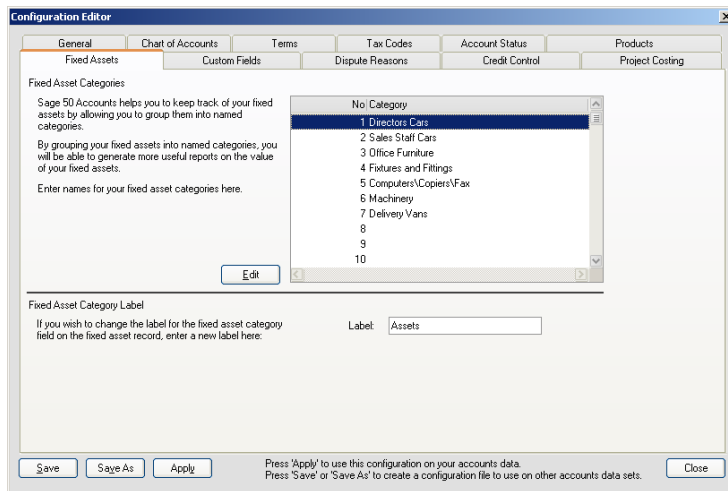 Configuration Editor
General Chart of Accounts Terms Tax Codes Account Status Products
Fixed Assets Custom Fields Dispute Reasons Credit Control Project Costing
Fixed Asset Categories
Sage 50 Accounts helps you to keep track of your fixed
assets by allowing you to group them into named
categories.
By grouping your fixed assets into named categories, you
will be able to generate more useful reports on the value
of your fixed assets.
Enter names for your fixed asset categories here.
Edit
No Category
1 Directors Cars
2 Sales Staff Cars
3 Office Furniture
4 Fixtures and Fittings
5 Computers\Copiers\Fax
6 Machinery
7 Delivery Vans
8
9
10
Fixed Asset Category Label
If you wish to change the label for the fixed asset category
field on the fixed asset record, enter a new label here:
Label: Assets
Save Save As Apply
Press 'Apply' to use this configuration on your accounts data.
Press 'Save' or 'Save As' to create a configuration file to use on other accounts data sets.
Close